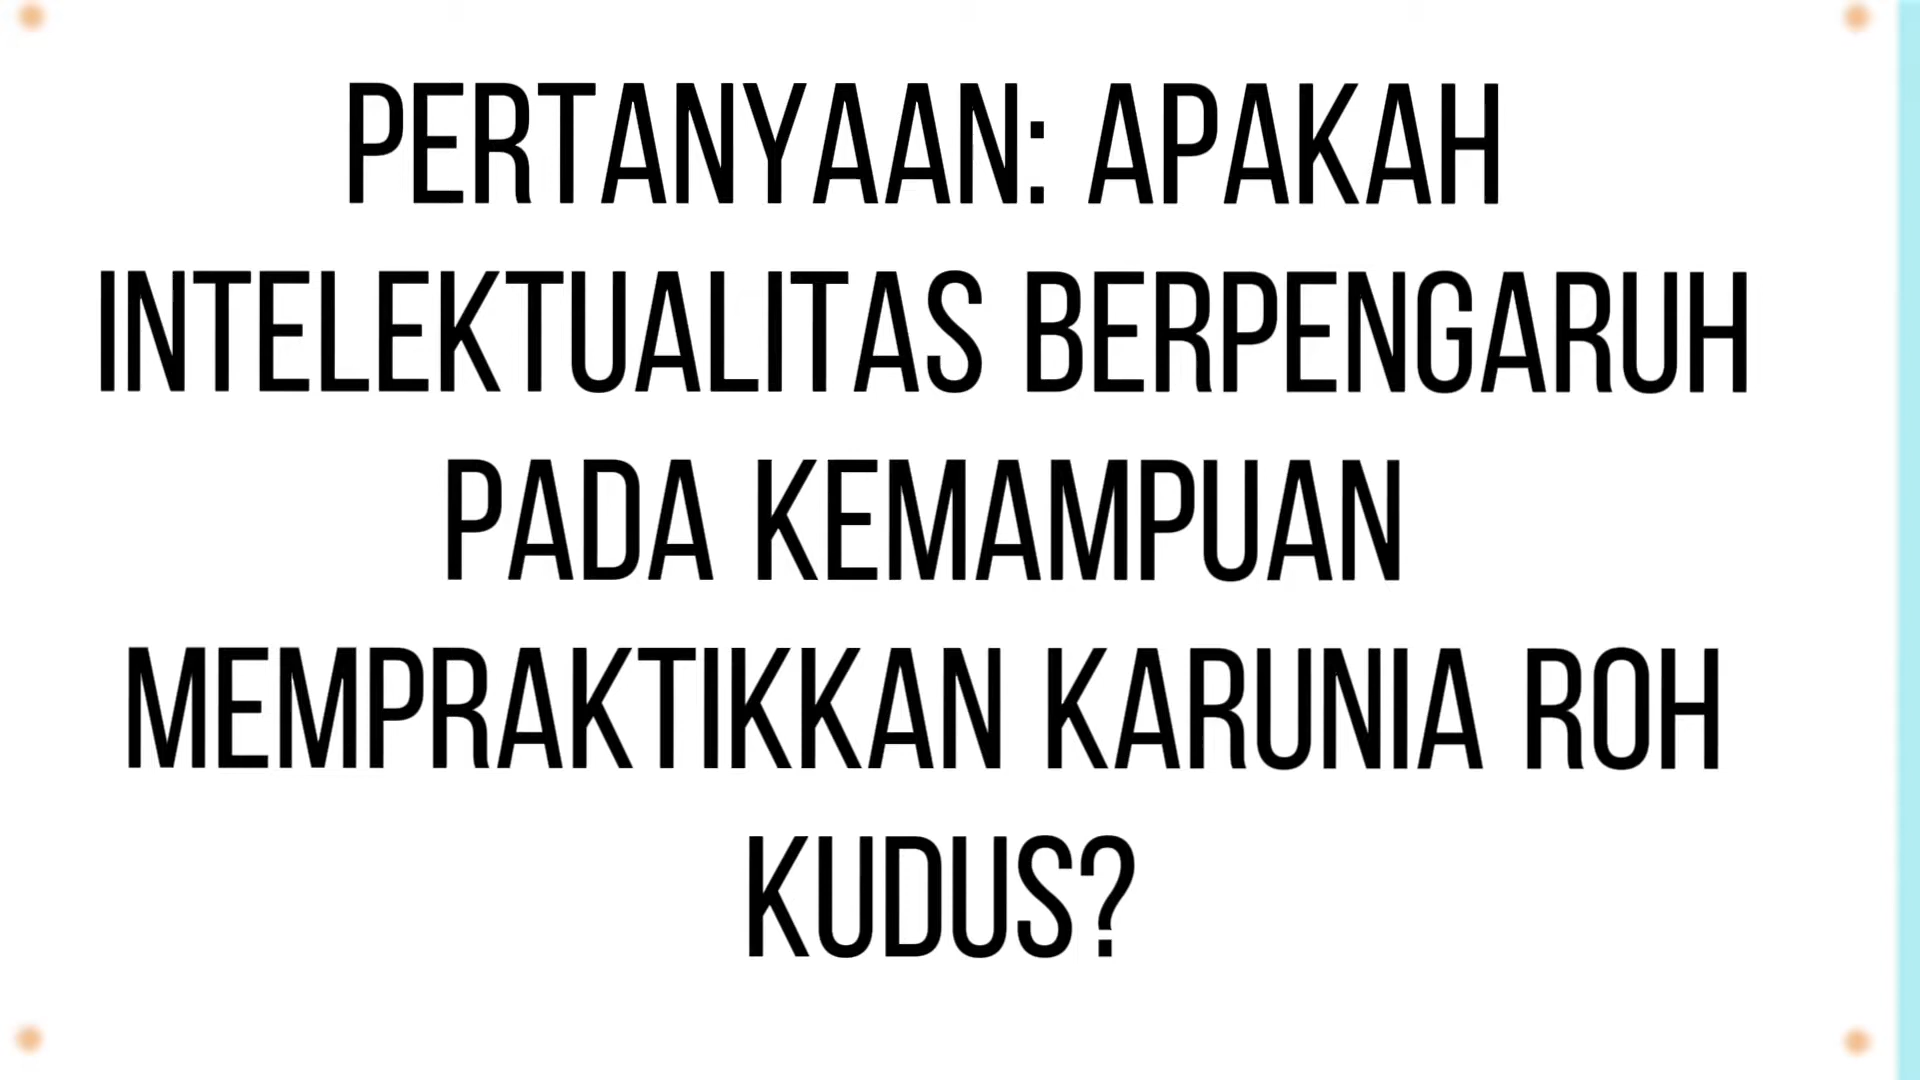 PERTANYAAN: APAKAH
INTELEKTUALITAS BERPENGARUH
PADA KEMAMPUAN
MEMPRAKTIKKAN KARUNIA ROH
KUDUS?